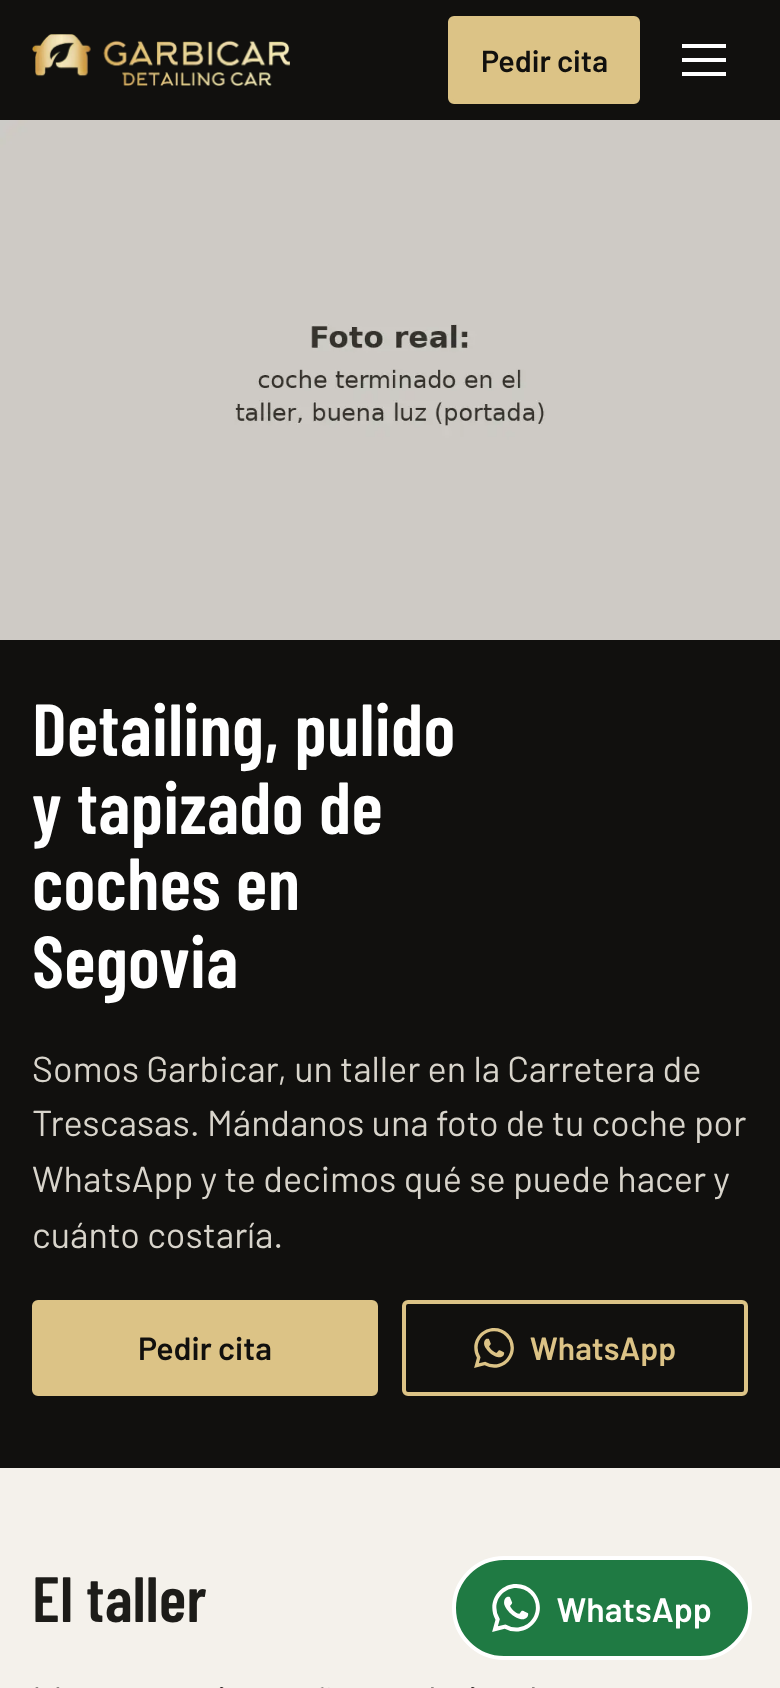 GARBICAR
DETAILING CAR
Pedir cita
Foto real:
coche terminado en el
taller, buena luz (portada)
Detailing, pulido
y tapizado de
coches en
Segovia
Somos Garbicar, un taller en la Carretera de
Trescasas. Mándanos una foto de tu coche por
WhatsApp y te decimos qué se puede hacer y
cuánto costaría.
Pedir cita
WhatsApp
El taller
WhatsApp